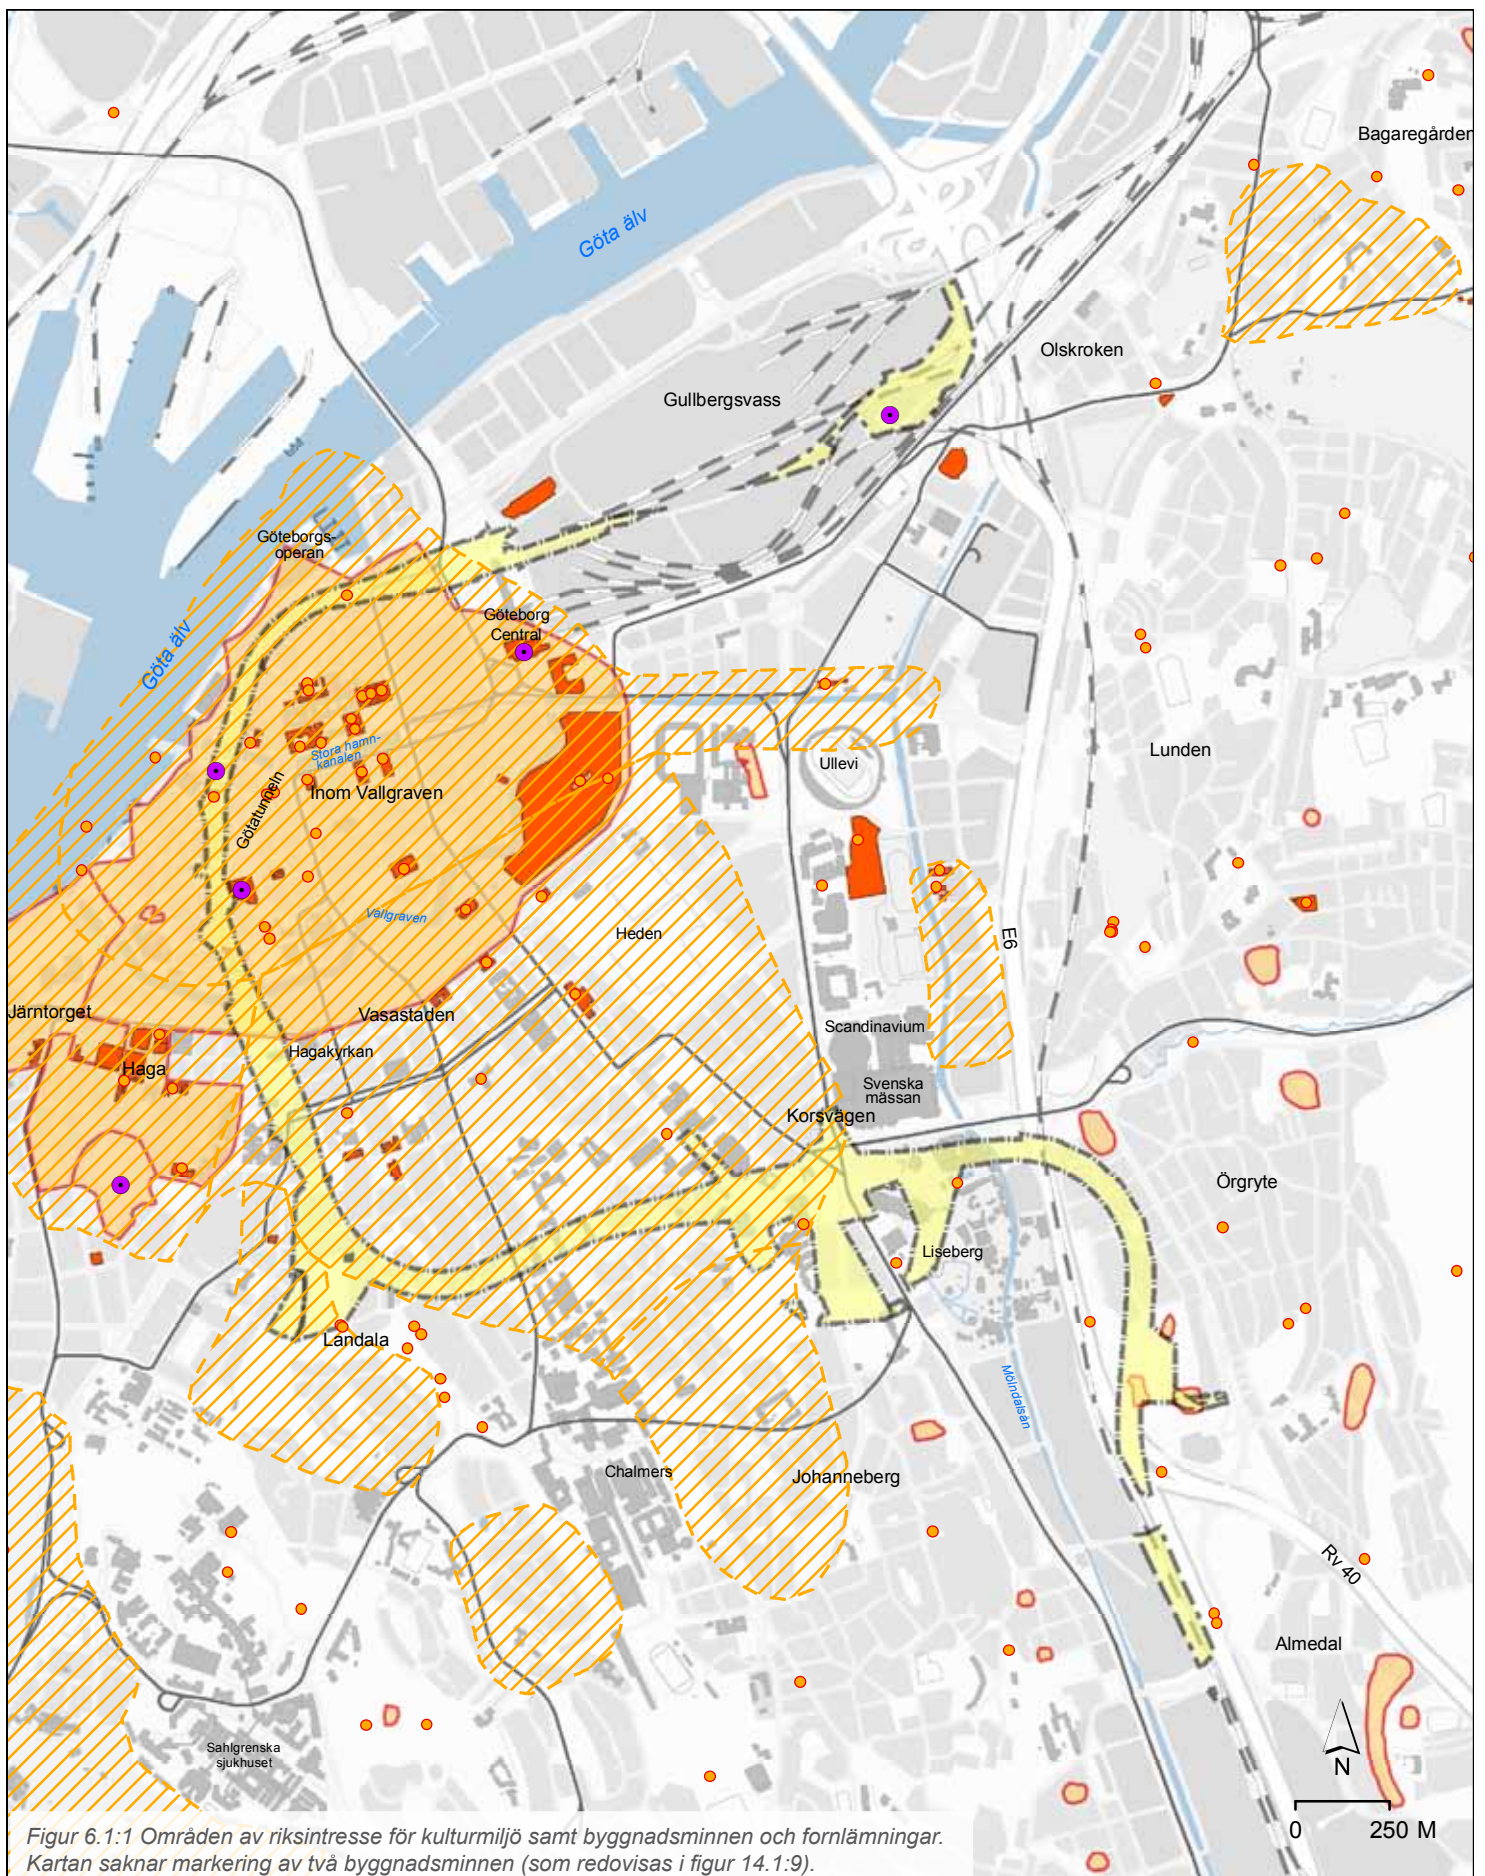 Bagaregården
Göta älv
Olskroken
Gullbergsvass
Göteborgs-
operan
Göteborg
Central
Göta älv
Stora hamn-
kanalen
Lunden
Ullevi
Inom Vallgraven
Götatunneln
Vallgraven
Heden
E6
Järntorget
Vasastaden
Scandinavium
Hagakyrkan
Haga
Svenska
mässan
Korsvägen
Örgryte
Liseberg
Landala
Mölndalsån
Chalmers
Johanneberg
Rv 40
Almedal
Sahlgrenska
sjukhuset
N
0 250 M
Figur 6.1:1 Områden av riksintresse för kulturmiljö samt byggnadsminnen och fornlämningar.
Kartan saknar markering av två byggnadsminnen (som redovisas i figur 14.1:9).